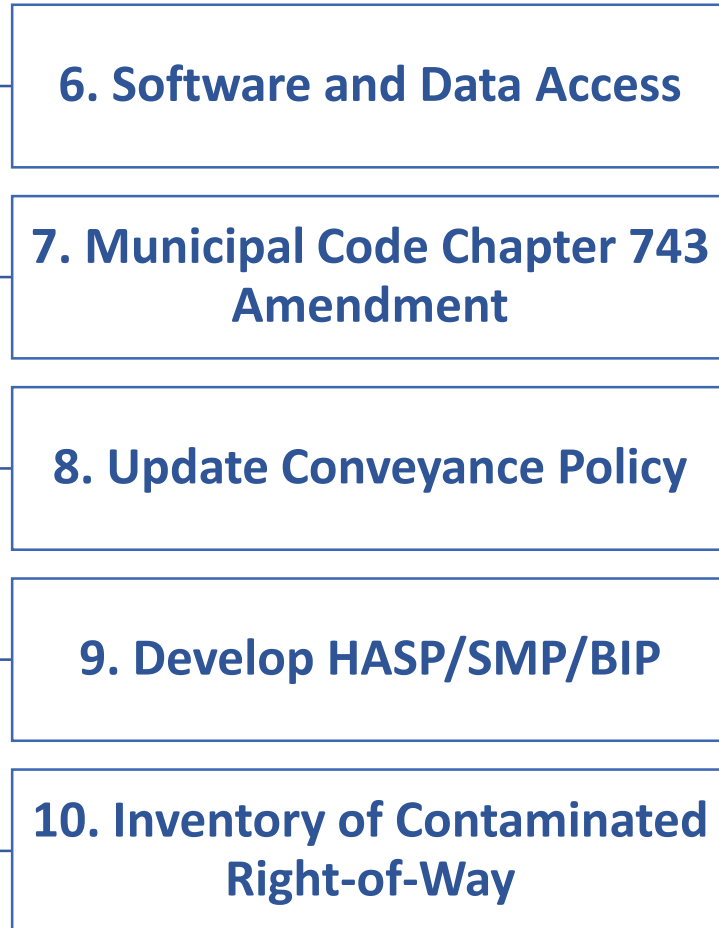 6. Software and Data Access
7. Municipal Code Chapter 743
Amendment
8. Update Conveyance Policy
9. Develop HASP/SMP/BIP
10. Inventory of Contaminated
Right-of-Way